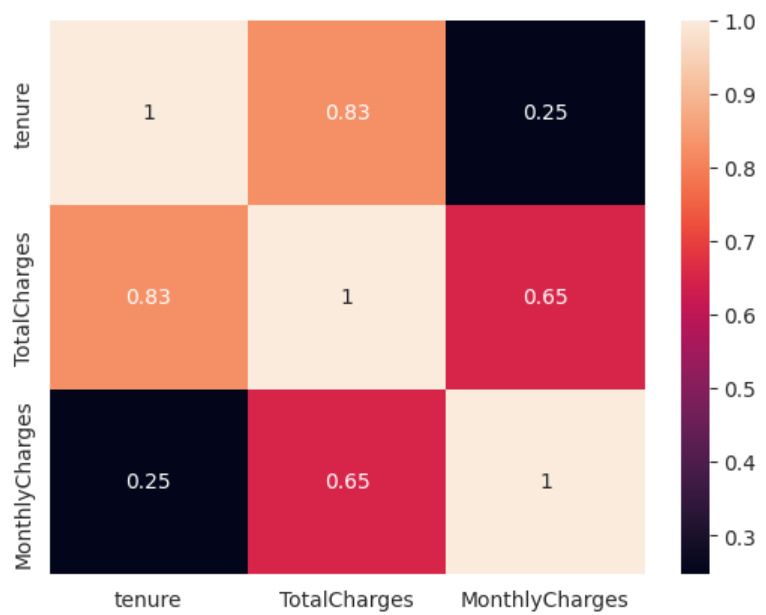 1.0
tenure 1 0.83 0.25 0.9
0.8
TotalCharges 0.83 1 0.65 0.7
0.6
0.5
MonthlyCharges 0.25 0.65 1 0.4
0.3
tenure TotalCharges MonthlyCharges